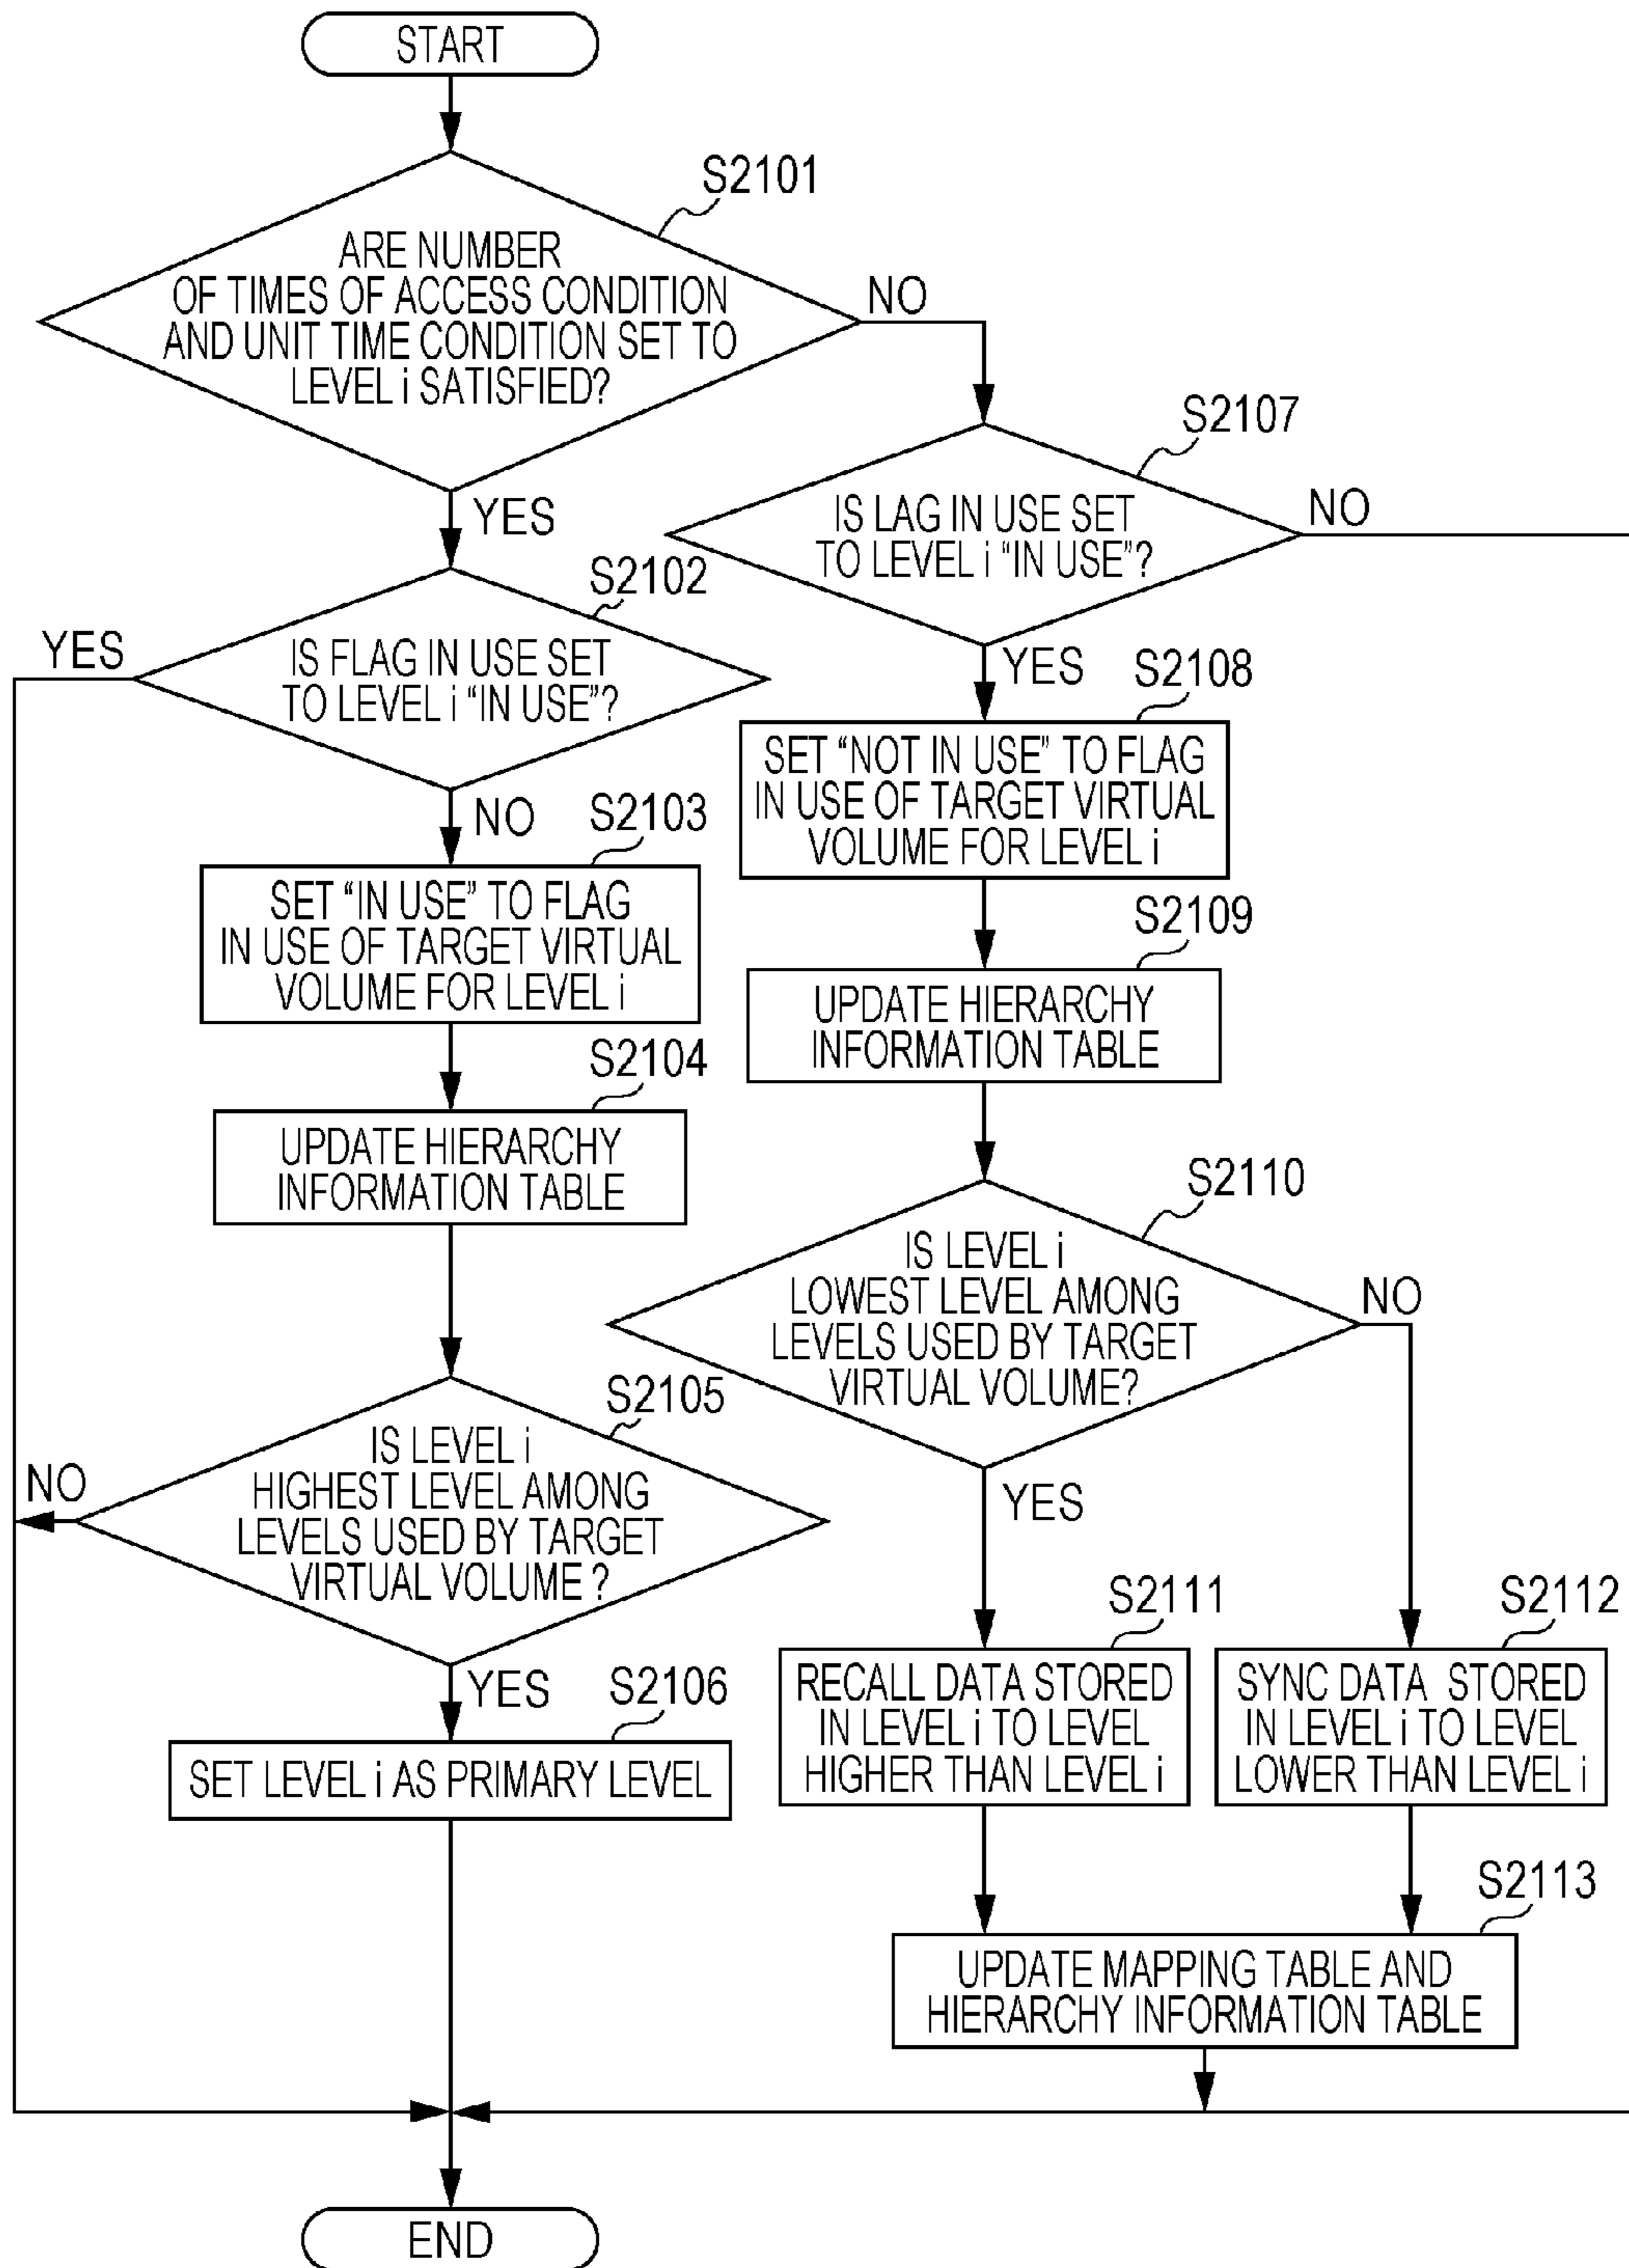 START
S2101
ARE NUMBER
OF TIMES OF ACCESS CONDITION
AND UNIT TIME CONDITION SET TO
LEVEL i SATISFIED?
NO
YES
S2107
IS LAG IN USE SET
TO LEVEL i "IN USE"?
NO
YES
S2102
IS FLAG IN USE SET
TO LEVEL i "IN USE"?
YES
NO
S2108
SET "NOT IN USE" TO FLAG
IN USE OF TARGET VIRTUAL
VOLUME FOR LEVEL i
S2103
SET "IN USE" TO FLAG
IN USE OF TARGET VIRTUAL
VOLUME FOR LEVEL i
S2109
UPDATE HIERARCHY
INFORMATION TABLE
S2104
UPDATE HIERARCHY
INFORMATION TABLE
S2110
IS LEVEL i
LOWEST LEVEL AMONG
LEVELS USED BY TARGET
VIRTUAL VOLUME?
NO
YES
S2105
IS LEVEL i
HIGHEST LEVEL AMONG
LEVELS USED BY TARGET
VIRTUAL VOLUME ?
NO
YES
S2106
SET LEVEL i AS PRIMARY LEVEL
S2111
RECALL DATA STORED
IN LEVEL i TO LEVEL
HIGHER THAN LEVEL i
S2112
SYNC DATA STORED
IN LEVEL i TO LEVEL
LOWER THAN LEVEL i
S2113
UPDATE MAPPING TABLE AND
HIERARCHY INFORMATION TABLE
END